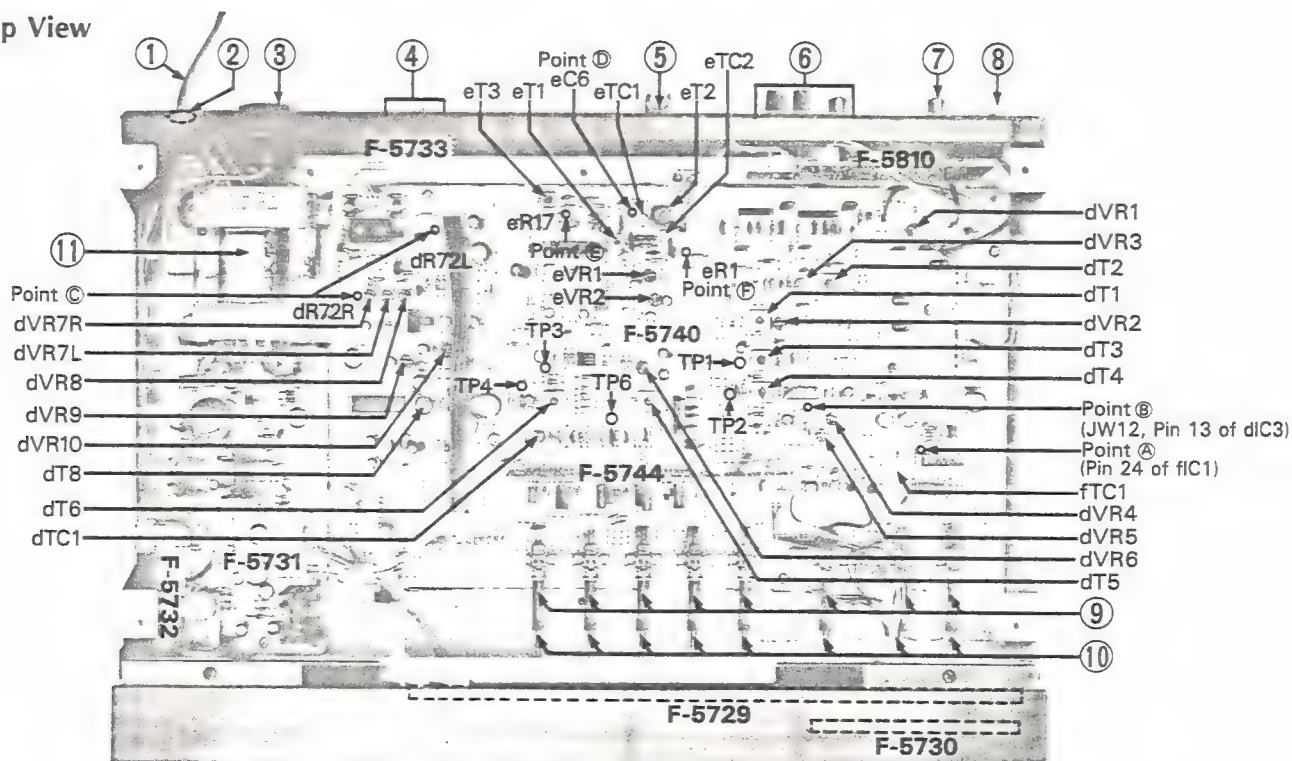 p View
① ② ③ ④ Point Ⓓ ⑤ eTC2 ⑥ ⑦ ⑧
eT3 eT1 eC6 eTC1 eT2
F-5733 F-5810
eR17 dVR1
Point Ⓔ dVR3
⑪ dR72L eVR1 eR1 dT2
Point Ⓕ
Point Ⓒ dR72R eVR2 dT1
dVR7R TP3 F-5740 dVR2
dVR7L TP1 dT3
dVR8 TP4 TP6 dT4
dVR9 TP2 Point Ⓑ
(JW12, Pin 13 of dIC3)
dVR10 Point Ⓐ
(Pin 24 of fIC1)
dT8 F-5744 fTC1
dT6 dVR4
dTC1 dVR5
F-5731 dVR6
F-5732 dT5
⑨
⑩
F-5729
F-5730